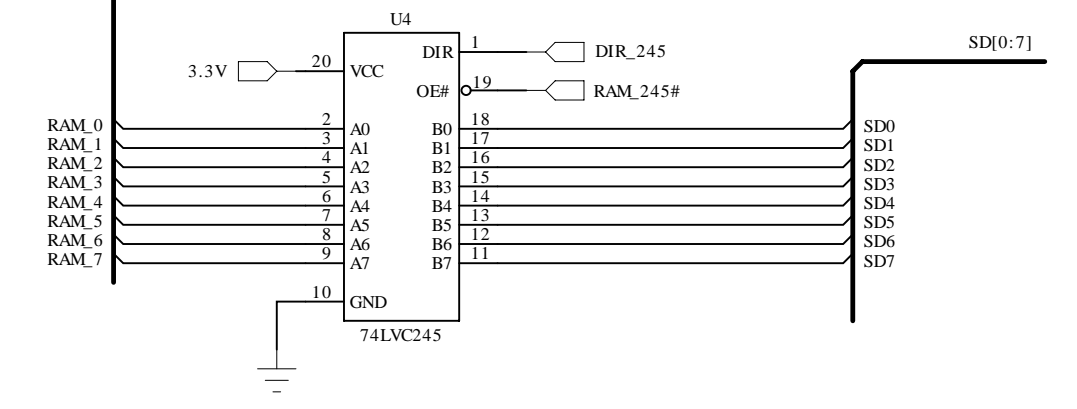 U4
DIR 1 DIR_245
SD[0:7]
3.3V 20 VCC
OE# 19 RAM_245#
RAM_0 2 A0 B0 18 SD0
RAM_1 3 A1 B1 17 SD1
RAM_2 4 A2 B2 16 SD2
RAM_3 5 A3 B3 15 SD3
RAM_4 6 A4 B4 14 SD4
RAM_5 7 A5 B5 13 SD5
RAM_6 8 A6 B6 12 SD6
RAM_7 9 A7 B7 11 SD7
10 GND
74LVC245